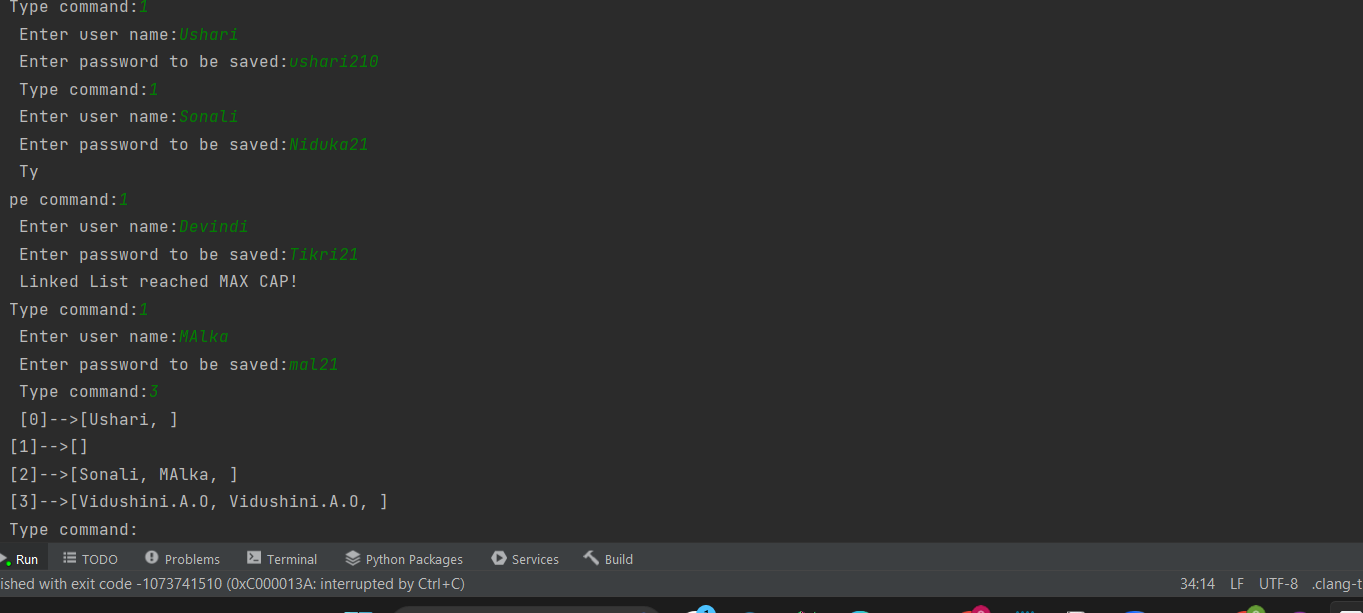 Type command:1
Enter user name:Ushari
Enter password to be saved:ushari210
Type command:1
Enter user name:Sonali
Enter password to be saved:Niduka21
Ty
pe command:1
Enter user name:Devindi
Enter password to be saved:Tikri21
Linked List reached MAX CAP!
Type command:1
Enter user name:MAlka
Enter password to be saved:mal21
Type command:3
[0]-->[Ushari, ]
[1]-->[]
[2]-->[Sonali, MAlka, ]
[3]-->[Vidushini.A.O, Vidushini.A.O, ]
Type command:
Run TODO Problems Terminal Python Packages Services Build
ished with exit code -1073741510 (0xC000013A: interrupted by Ctrl+C) 34:14 LF UTF-8 .clang-t